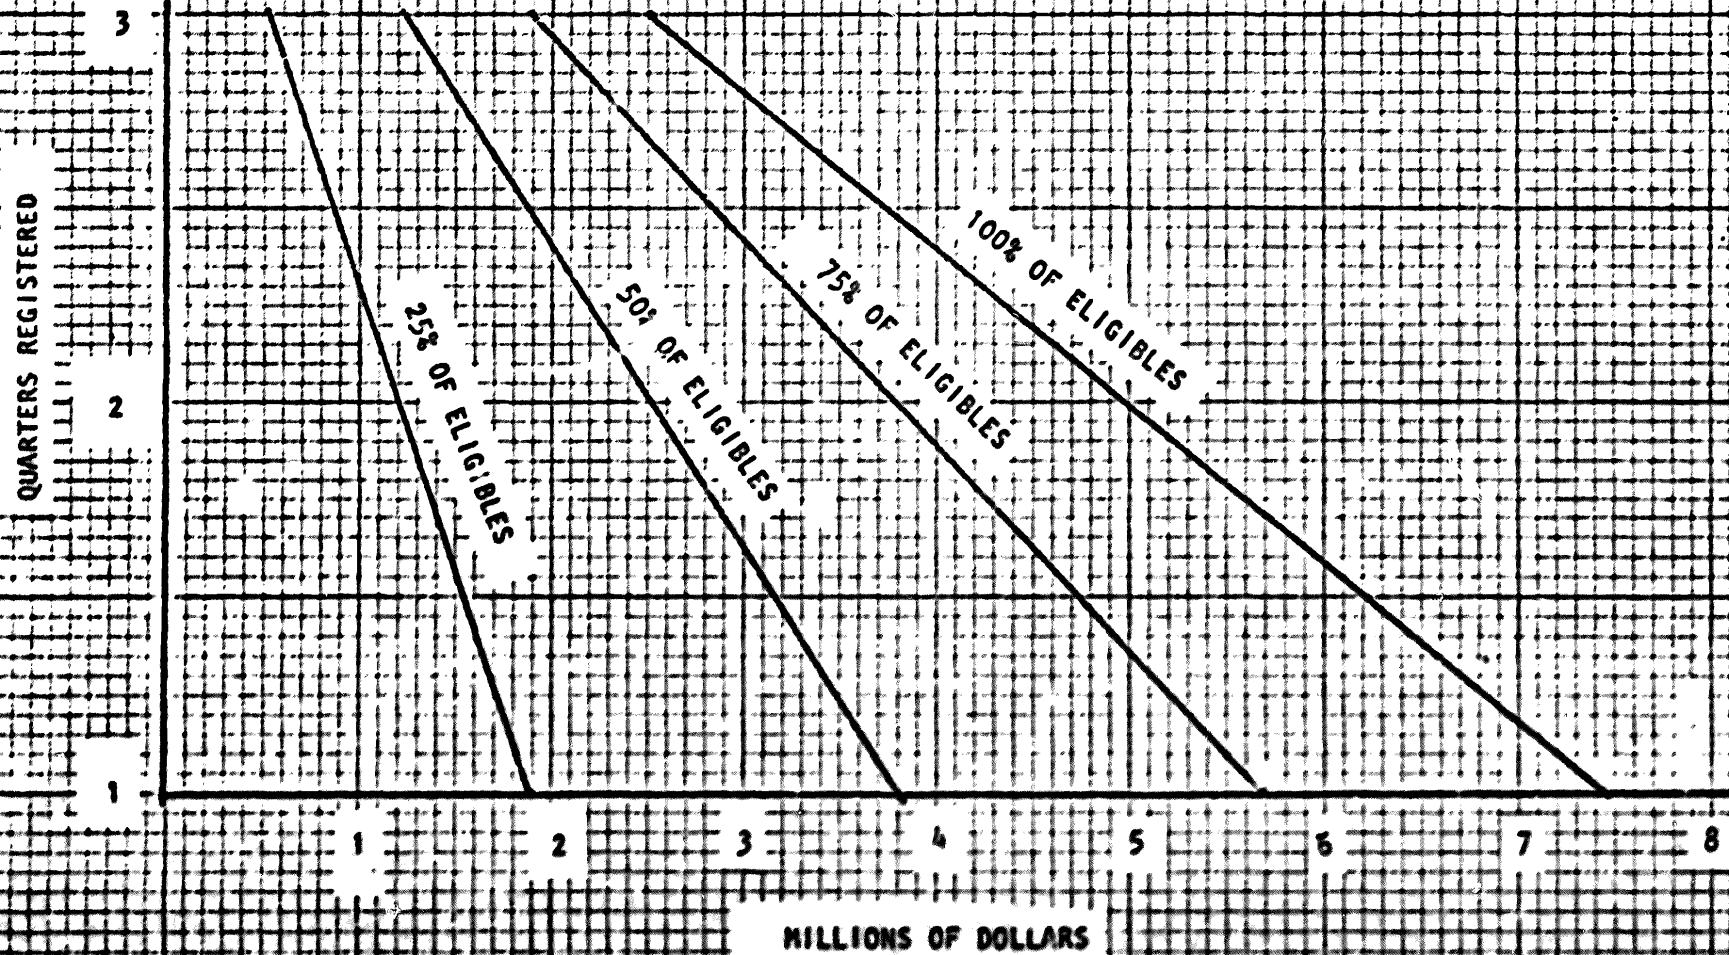 3
QUARTERS REGISTERED
2
1
25% OF ELIGIBLES
50% OF ELIGIBLES
75% OF ELIGIBLES
100% OF ELIGIBLES
1 2 3 4 5 6 7 8
MILLIONS OF DOLLARS